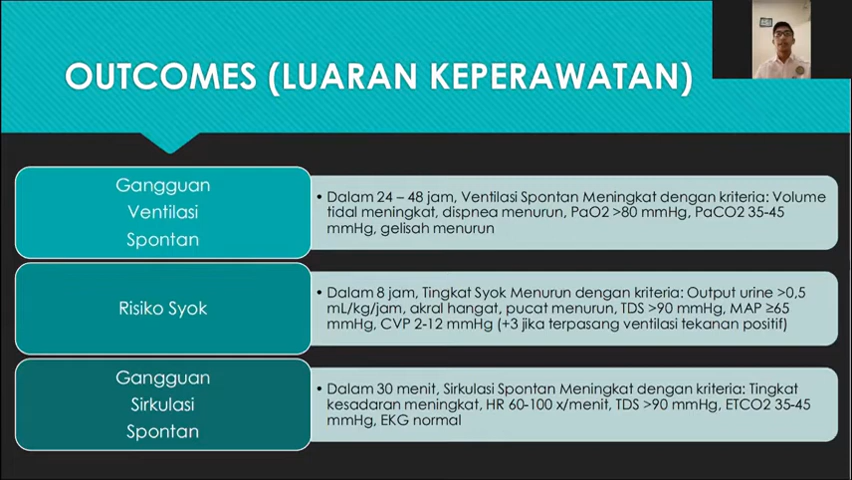 OUTCOMES (LUARAN KEPERAWATAN)
Gangguan
Ventilasi
Spontan
• Dalam 24 – 48 jam, Ventilasi Spontan Meningkat dengan kriteria: Volume
tidal meningkat, dispnea menurun, PaO2 >80 mmHg, PaCO2 35-45
mmHg, gelisah menurun
Risiko Syok
• Dalam 8 jam, Tingkat Syok Menurun dengan kriteria: Output urine >0,5
mL/kg/jam, akral hangat, pucat menurun, TDS >90 mmHg, MAP ≥65
mmHg, CVP 2-12 mmHg (+3 jika terpasang ventilasi tekanan positif)
Gangguan
Sirkulasi
Spontan
• Dalam 30 menit, Sirkulasi Spontan Meningkat dengan kriteria: Tingkat
kesadaran meningkat, HR 60-100 x/menit, TDS >90 mmHg, ETCO2 35-45
mmHg, EKG normal